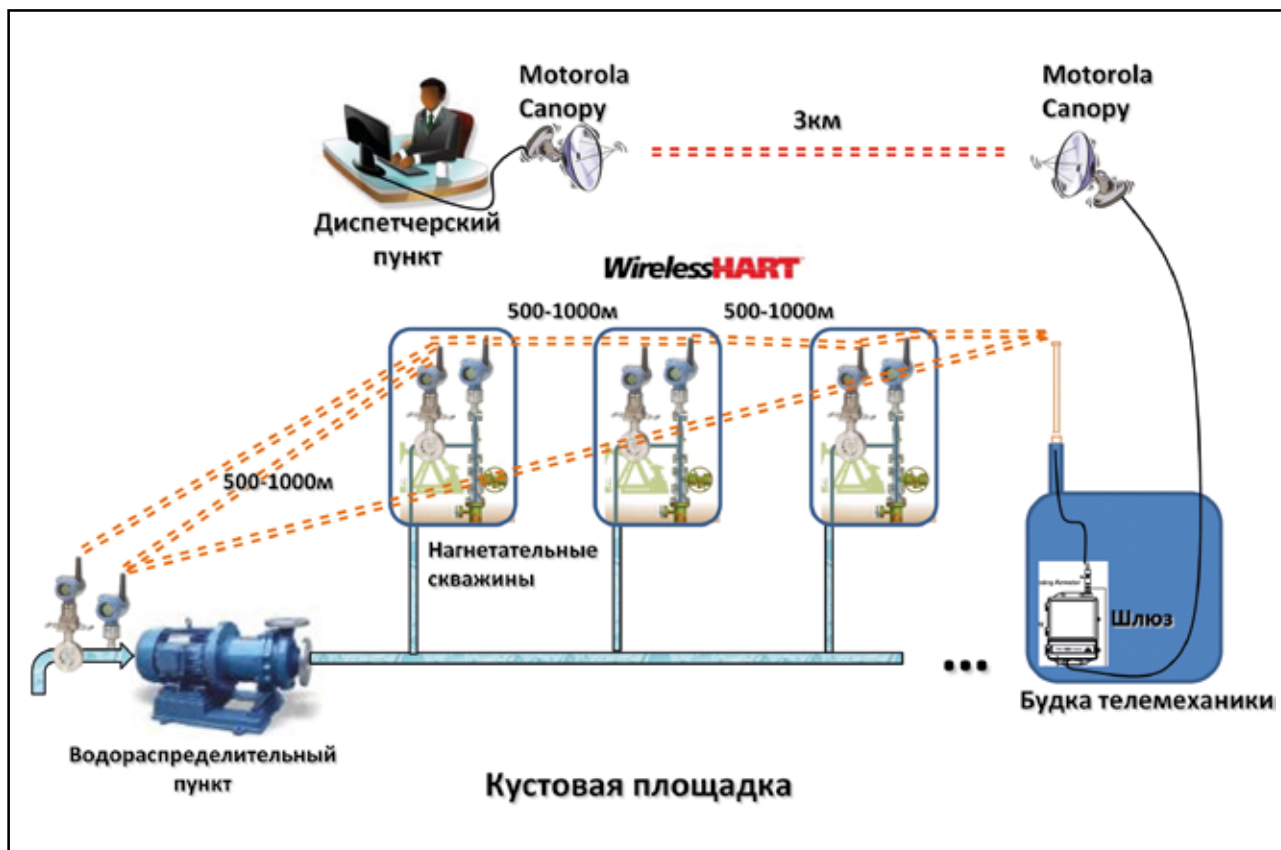 Motorola
Canopy
Motorola
Canopy
3км
Диспетчерский
пункт
WirelessHART
500-1000м
500-1000м
500-1000м
Нагнетательные
скважины
Шлюз
Будка телемеханики
Водораспределительный
пункт
Кустовая площадка